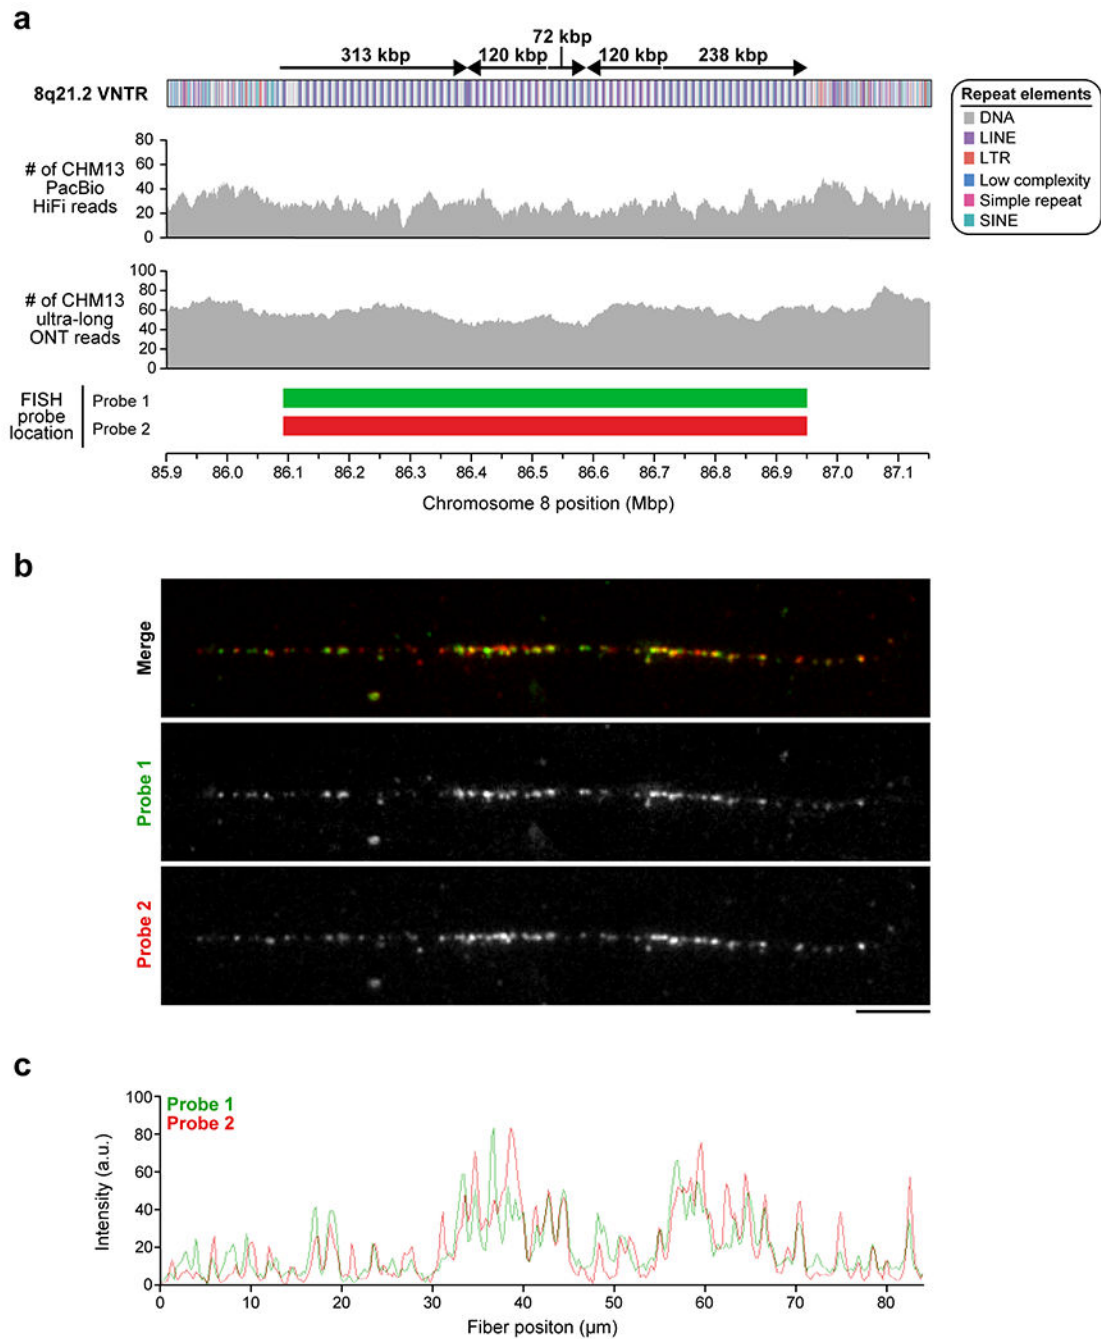 a
72 kbp
313 kbp
120 kbp
120 kbp
238 kbp
8q21.2 VNTR
Repeat elements
DNA
LINE
LTR
Low complexity
Simple repeat
SINE
# of CHM13
PacBio
HiFi reads
80
60
40
20
0
# of CHM13
ultra-long
ONT reads
100
80
60
40
20
0
FISH
probe
location
Probe 1
Probe 2
85.9 86.0 86.1 86.2 86.3 86.4 86.5 86.6 86.7 86.8 86.9 87.0 87.1
Chromosome 8 position (Mbp)
b
Merge
Probe 1
Probe 2
c
Probe 1
Probe 2
Intensity (a.u.)
100
80
60
40
20
0
0 10 20 30 40 50 60 70 80
Fiber positon (µm)